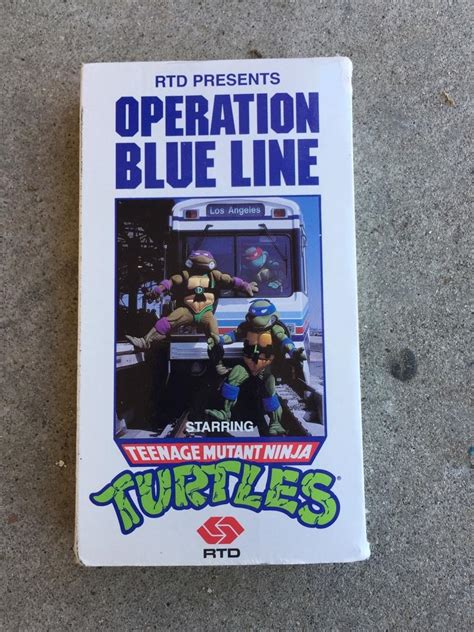 RTD PRESENTS
OPERATION
BLUE LINE
Los Angeles
STARRING
TEENAGE MUTANT NINJA
TURTLES®
RTD